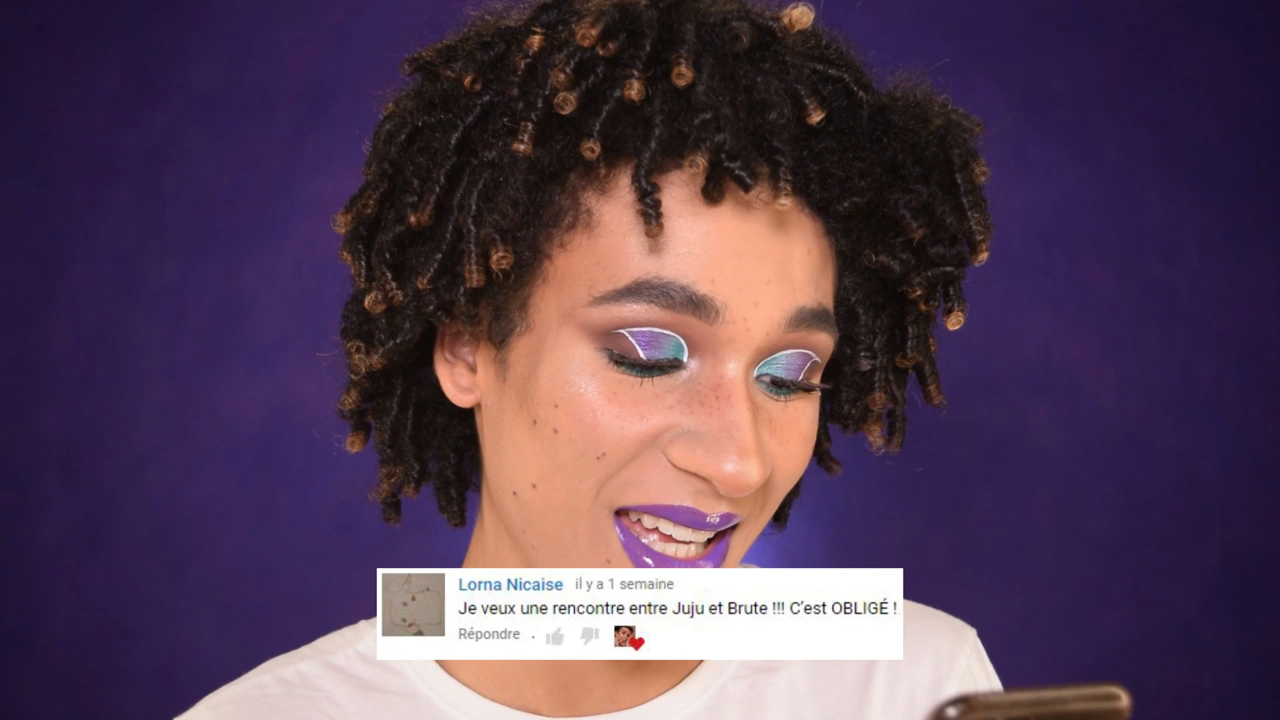 Lorna Nicaise il y a 1 semaine
Je veux une rencontre entre Juju et Brute !!! C'est OBLIGÉ !
Répondre .